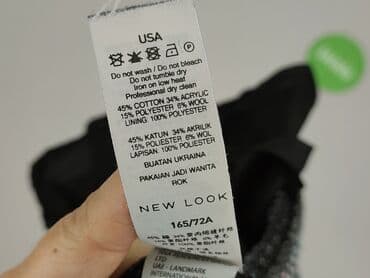 USA
Do not wash / Do not bleach
Do not tumble dry
Iron on low heat
Professional dry clean
45% COTTON 34% ACRYLIC
15% POLYESTER 6% WOOL
LINING: 100% POLYESTER
45% KATUN 34% AKRILIK
15% POLIESTER 6% WOL
LAPISAN: 100% POLIESTER
BUATAN UKRAINA
PAKAIAN JADI WANITA
ROK
NEW LOOK
165/72A
LTD
UAE - LANDMARK
INTERNATIONAL